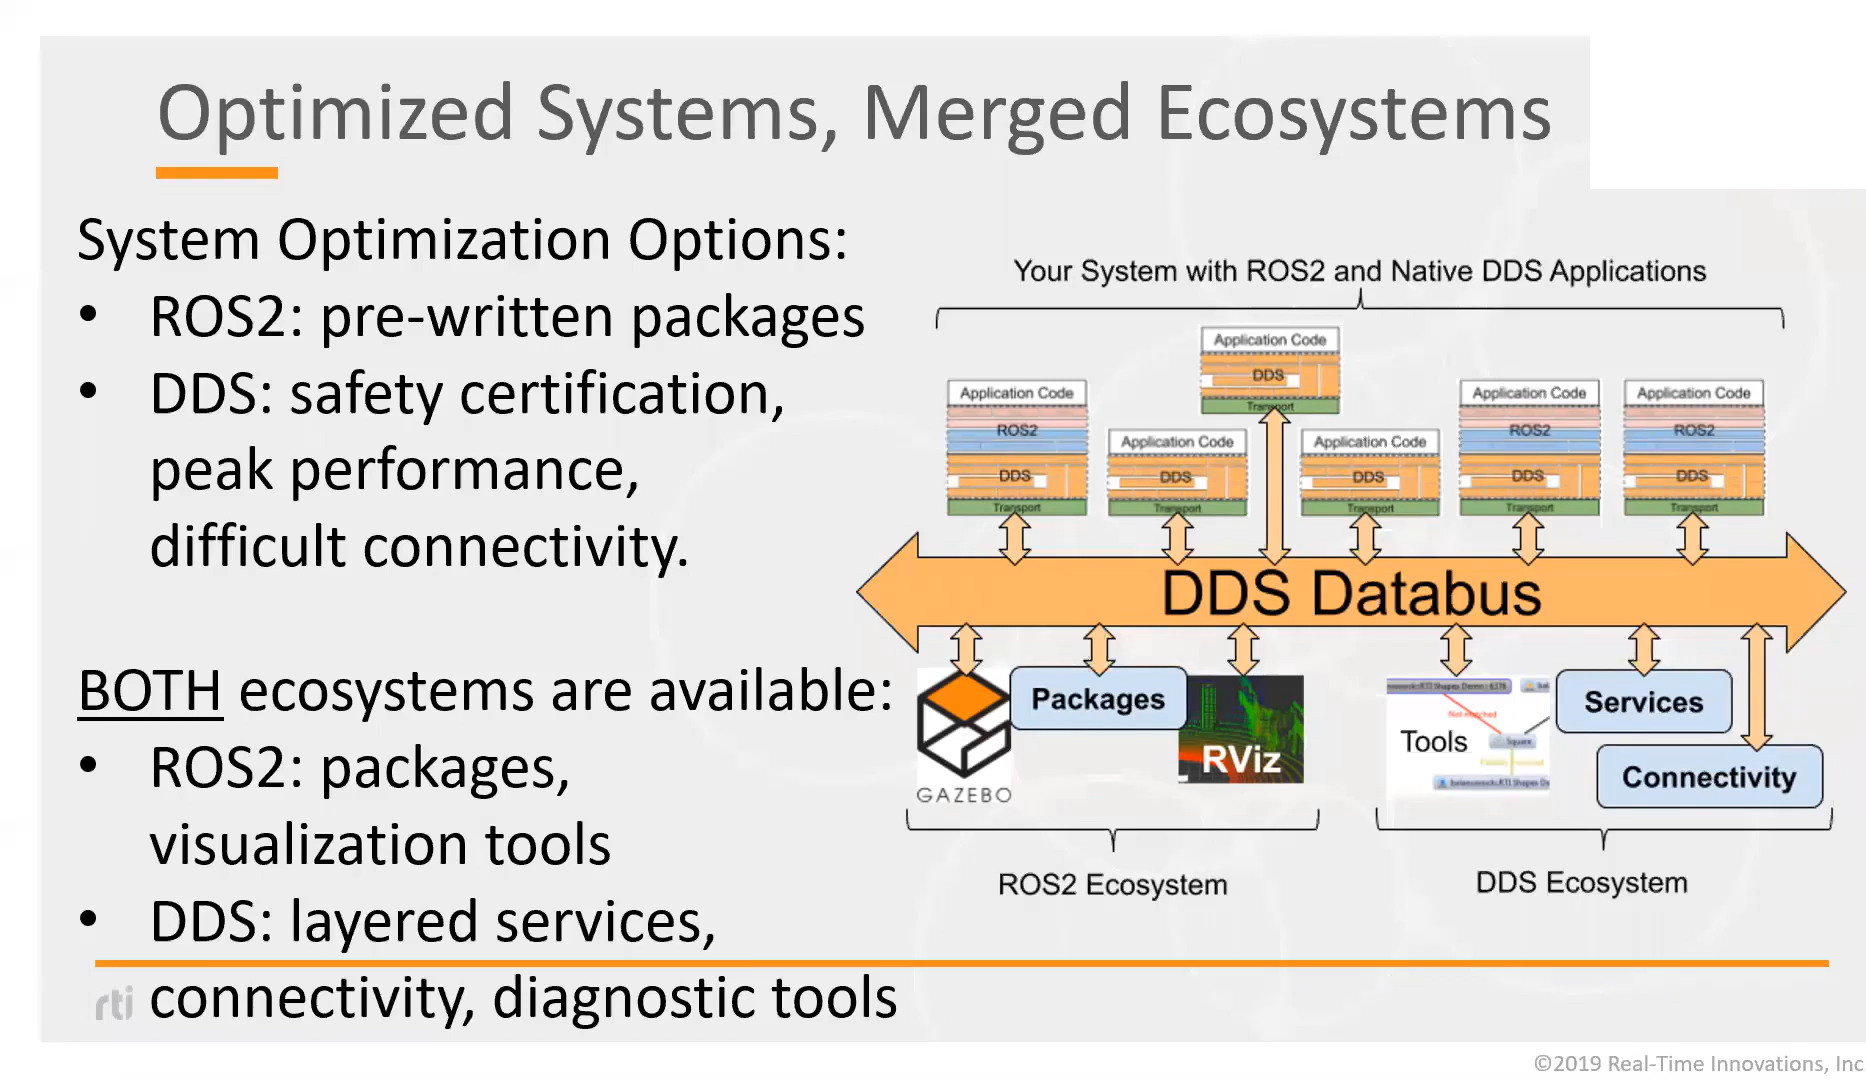 Optimized Systems, Merged Ecosystems
System Optimization Options:
• ROS2: pre-written packages
• DDS: safety certification,
peak performance,
difficult connectivity.
BOTH ecosystems are available:
• ROS2: packages,
visualization tools
• DDS: layered services,
connectivity, diagnostic tools
rti
Your System with ROS2 and Native DDS Applications
Application Code
DDS
Transport
Application Code
ROS2
DDS
Transport
Application Code
DDS
Transport
Application Code
DDS
Transport
Application Code
ROS2
DDS
Transport
Application Code
ROS2
DDS
Transport
DDS Databus
GAZEBO
Packages
RViz
Tools
Not matched
Square
Services
Connectivity
ROS2 Ecosystem
DDS Ecosystem
©2019 Real-Time Innovations, Inc